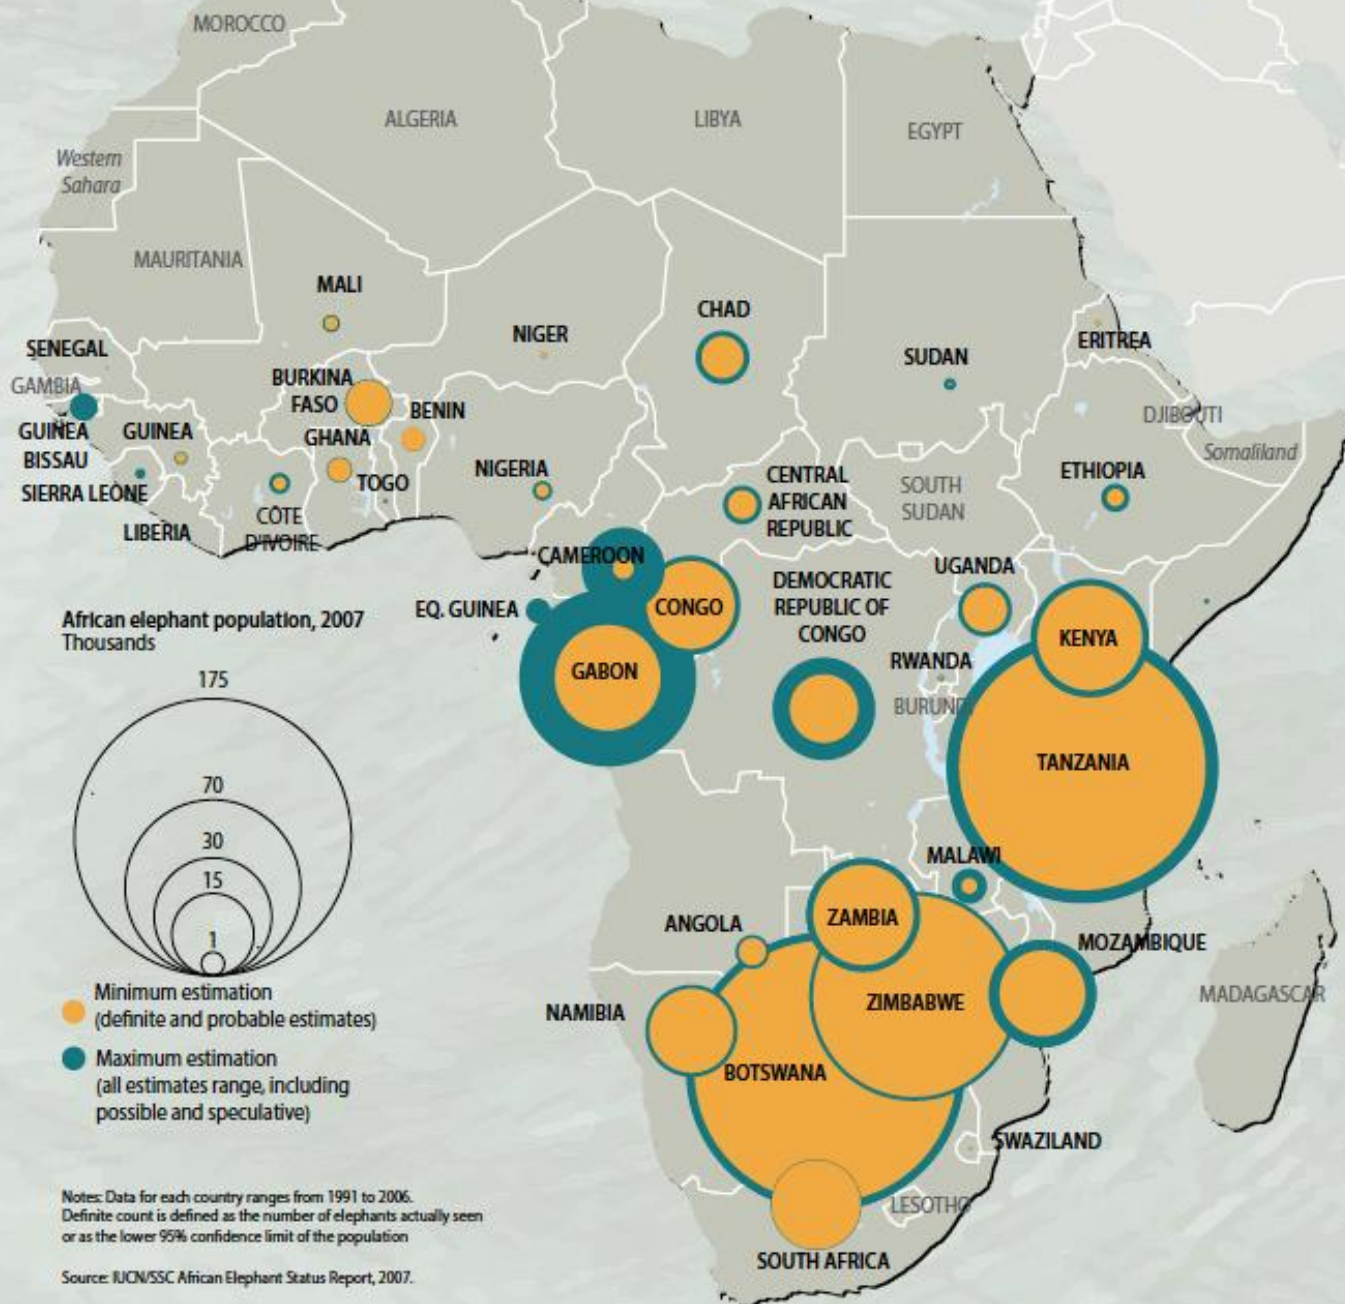 MOROCCO
ALGERIA
LIBYA
EGYPT
Western
Sahara
MAURITANIA
MALI
NIGER
CHAD
SUDAN
ERITREA
SENEGAL
GAMBIA
BURKINA
FASO
BENIN
DJIBOUTI
GUINEA
BISSAU
GUINEA
GHANA
TOGO
NIGERIA
CENTRAL
AFRICAN
REPUBLIC
SOUTH
SUDAN
ETHIOPIA
Somaliland
SIERRA LEONE
LIBERIA
CÔTE
D'IVOIRE
CAMEROON
UGANDA
DEMOCRATIC
REPUBLIC OF
CONGO
EQ. GUINEA
CONGO
KENYA
GABON
RWANDA
BURUNDI
TANZANIA
African elephant population, 2007
Thousands
175
70
30
15
1
Minimum estimation
(definite and probable estimates)
Maximum estimation
(all estimates range, including
possible and speculative)
MALAWI
ANGOLA
ZAMBIA
MOZAMBIQUE
MADAGASCAR
NAMIBIA
ZIMBABWE
BOTSWANA
SWAZILAND
LESOTHO
SOUTH AFRICA
Notes: Data for each country ranges from 1991 to 2006.
Definite count is defined as the number of elephants actually seen
or as the lower 95% confidence limit of the population
Source: IUCN/SSC African Elephant Status Report, 2007.